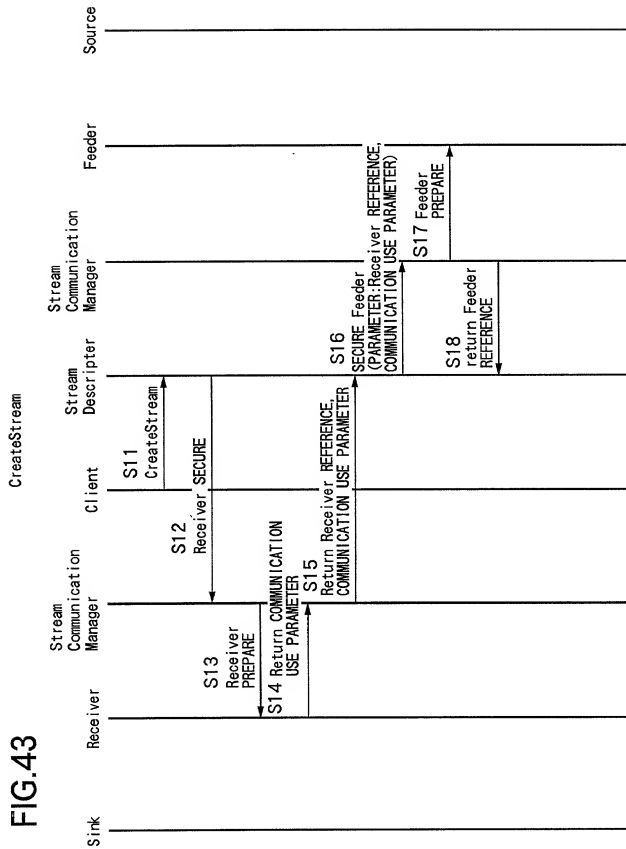 FIG.43
CreateStream
Sink
Receiver
Stream
Communication
Manager
Client
Stream
Descripter
Stream
Communication
Manager
Feeder
Source
S11
CreateStream
S12
Receiver SECURE
S13
Receiver
PREPARE
S14 Return COMMUNICATION
USE PARAMETER
S15
Return Receiver REFERENCE,
COMMUNICATION USE PARAMETER
S16
SECURE Feeder
(PARAMETER:Receiver REFERENCE,
COMMUNICATION USE PARAMETER)
S17 Feeder
PREPARE
S18
return Feeder
REFERENCE